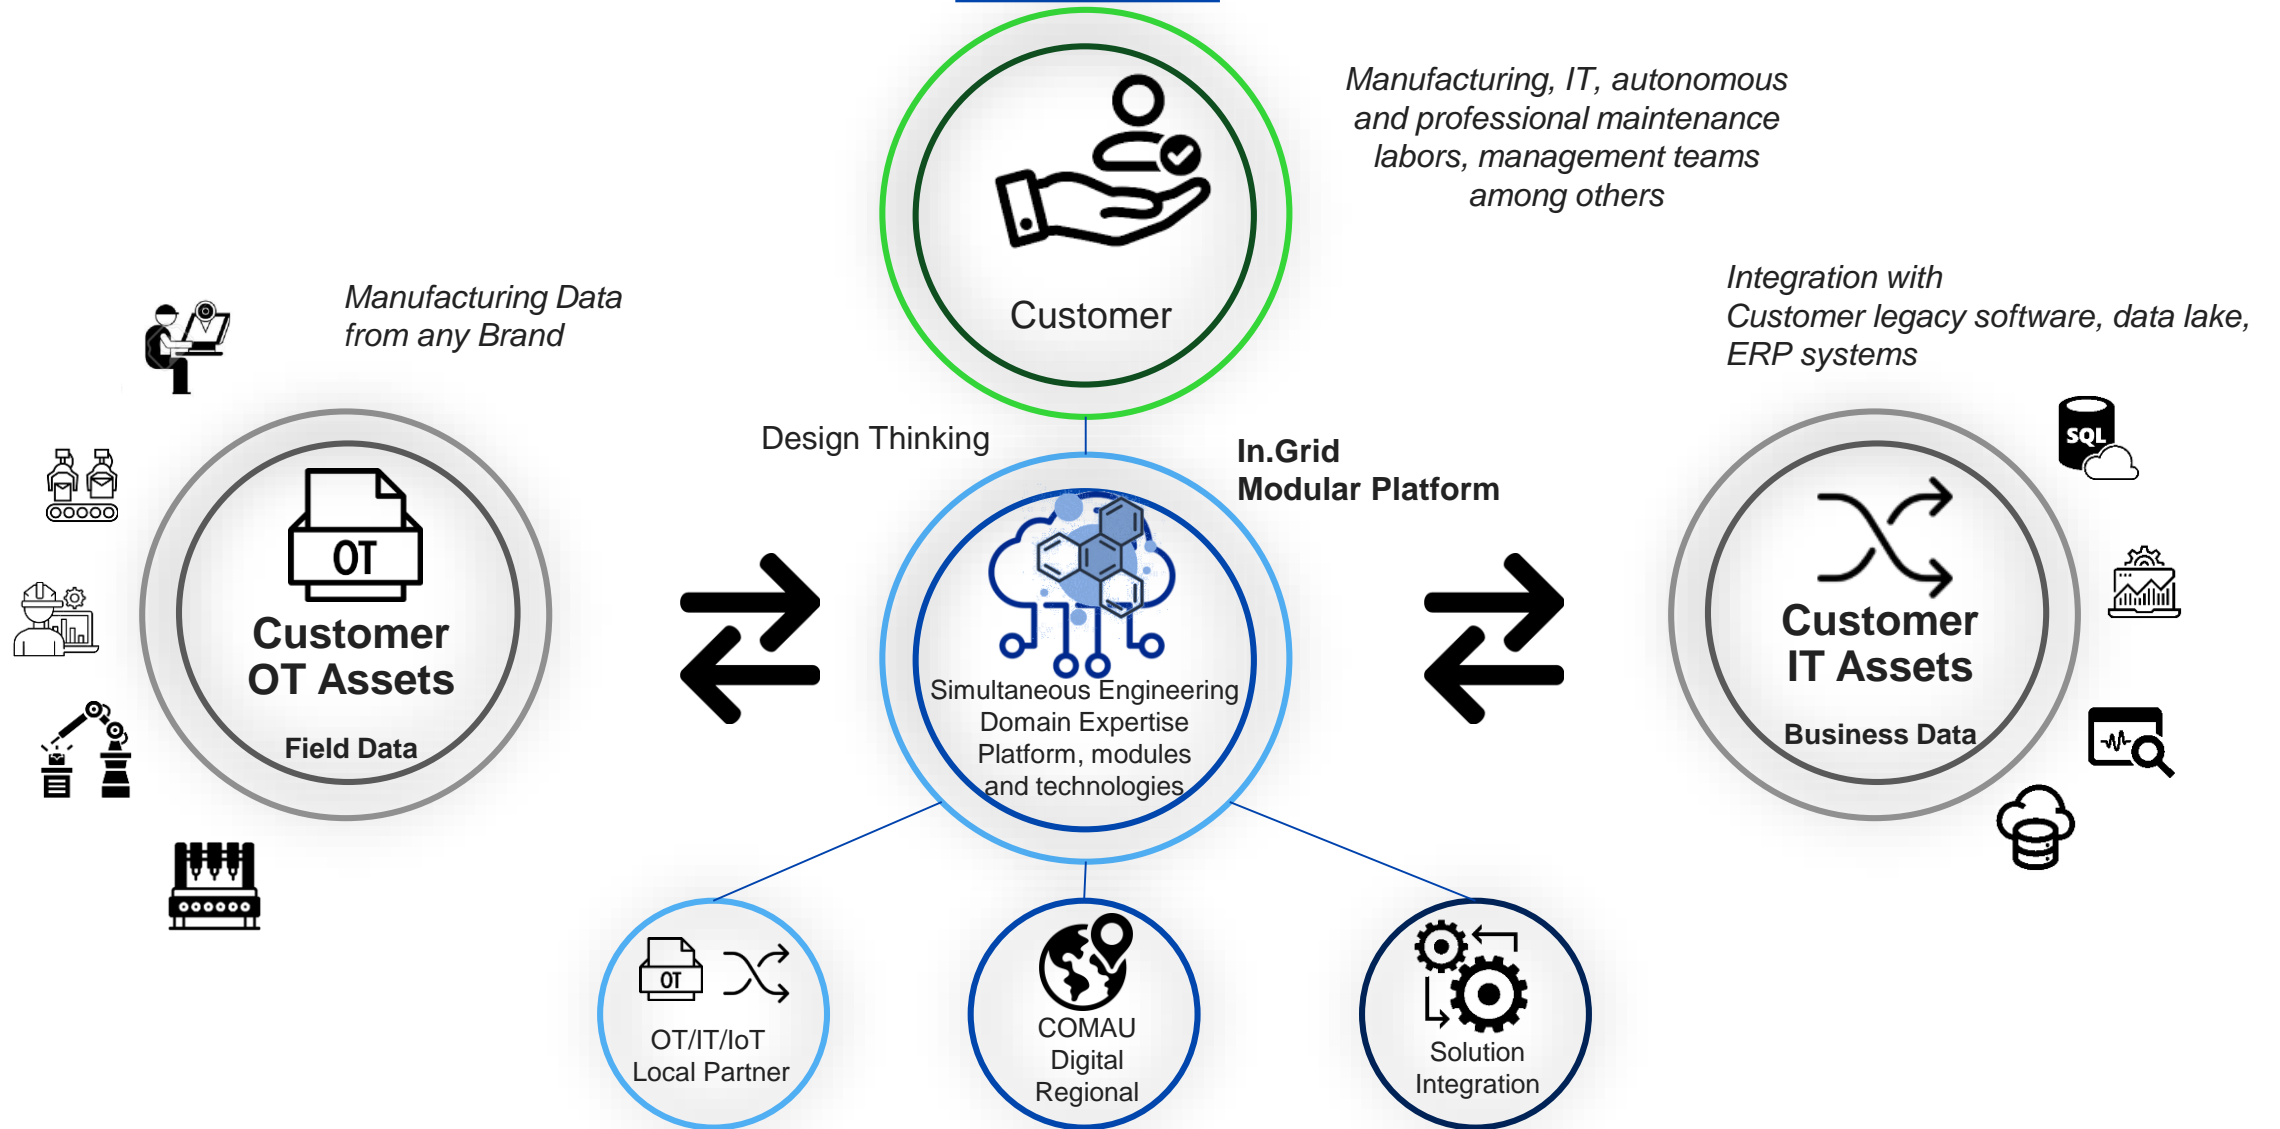 Manufacturing, IT, autonomous
and professional maintenance
labors, management teams
among others
Customer
Manufacturing Data
from any Brand
Integration with
Customer legacy software, data lake,
ERP systems
Design Thinking
In.Grid
Modular Platform
SQL
OT
Customer
OT Assets
Field Data
Simultaneous Engineering
Domain Expertise
Platform, modules
and technologies
Customer
IT Assets
Business Data
OT
OT/IT/IoT
Local Partner
COMAU
Digital
Regional
Solution
Integration